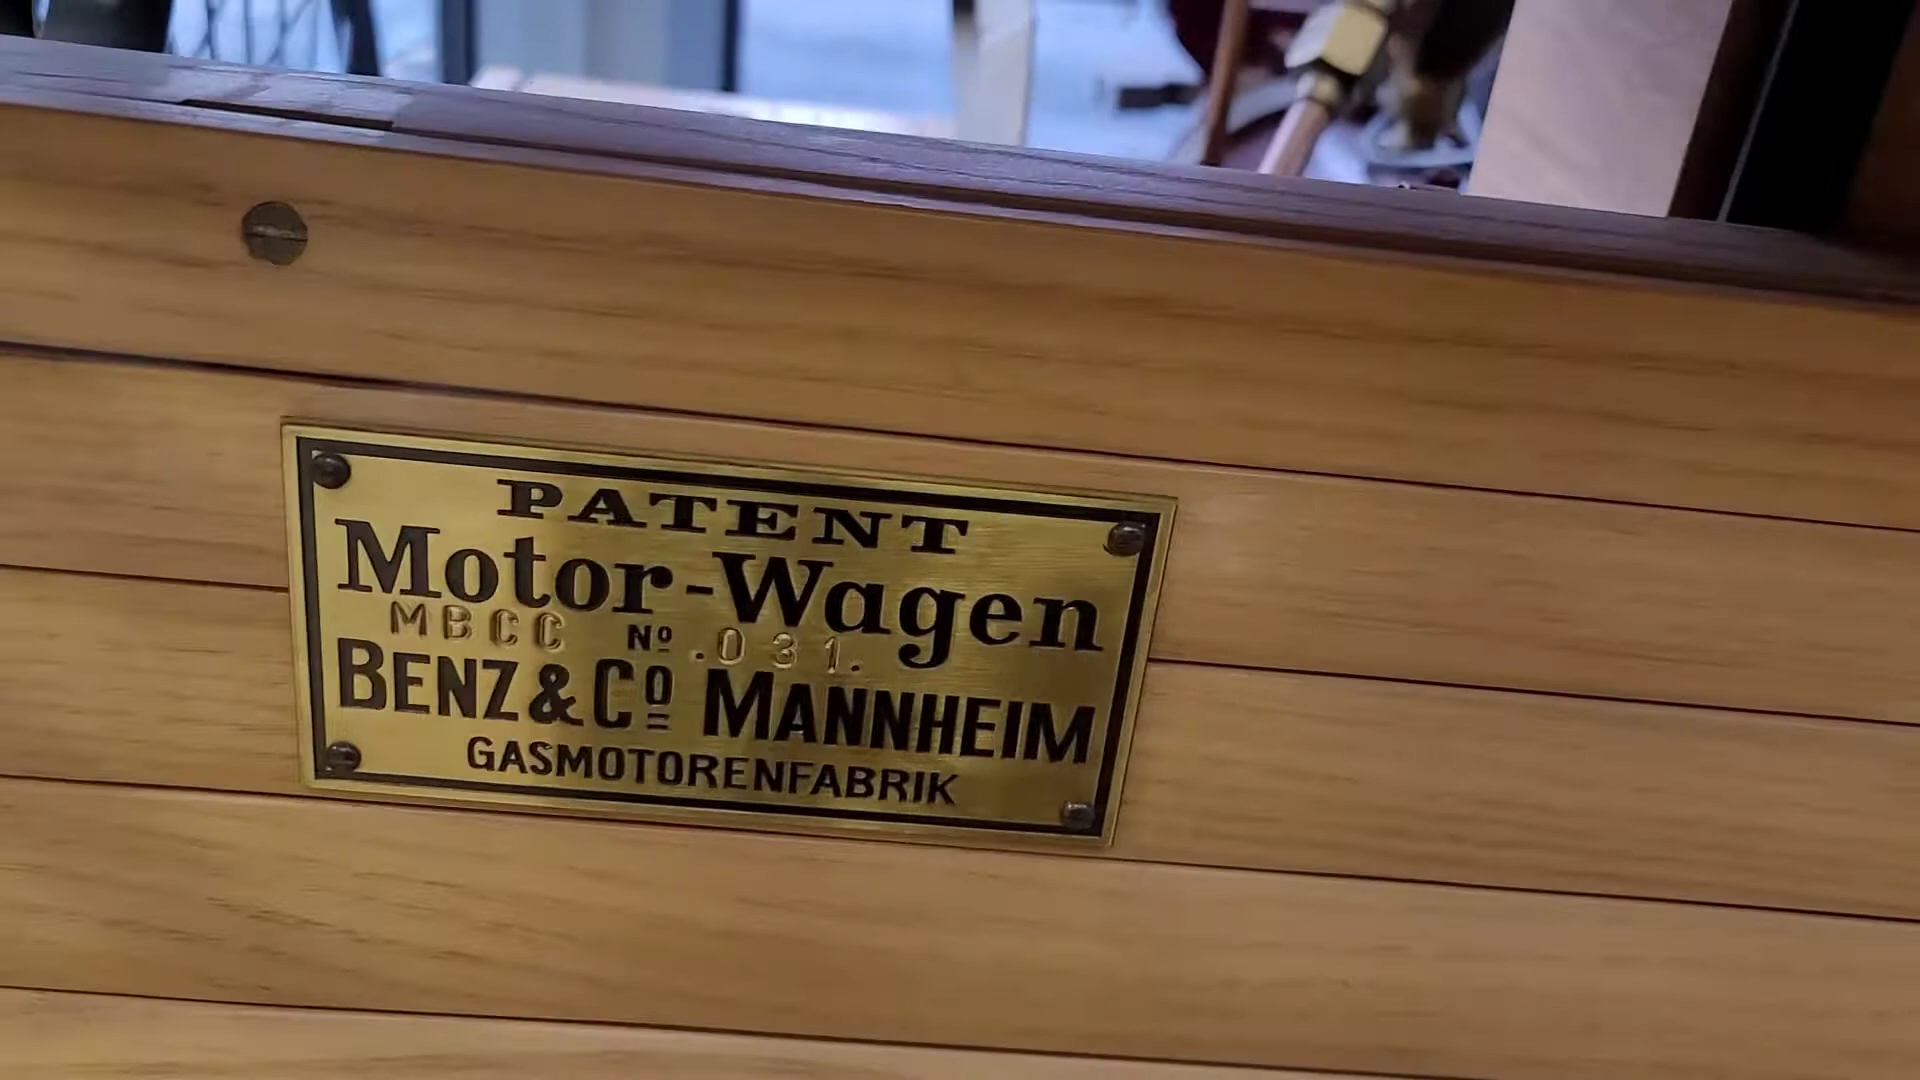 PATENT
Motor-Wagen
MBCC Nº .031.
BENZ & Cº MANNHEIM
GASMOTORENFABRIK